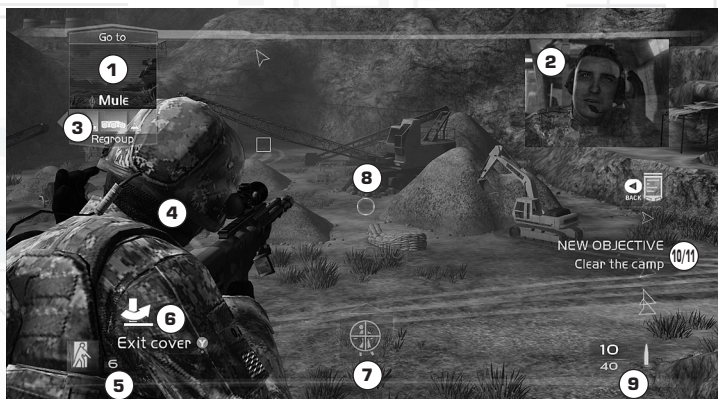 Go to
1
Mule
2
3
Regroup
4
8
BACK
NEW OBJECTIVE
Clear the camp
10/11
6
Exit cover Y
6
5
7
10
40
9